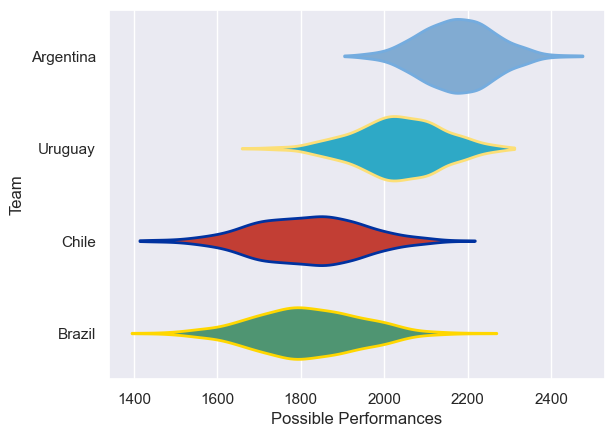 Argentina
Uruguay
Chile
Brazil
Team
1400 1600 1800 2000 2200 2400
Possible Performances